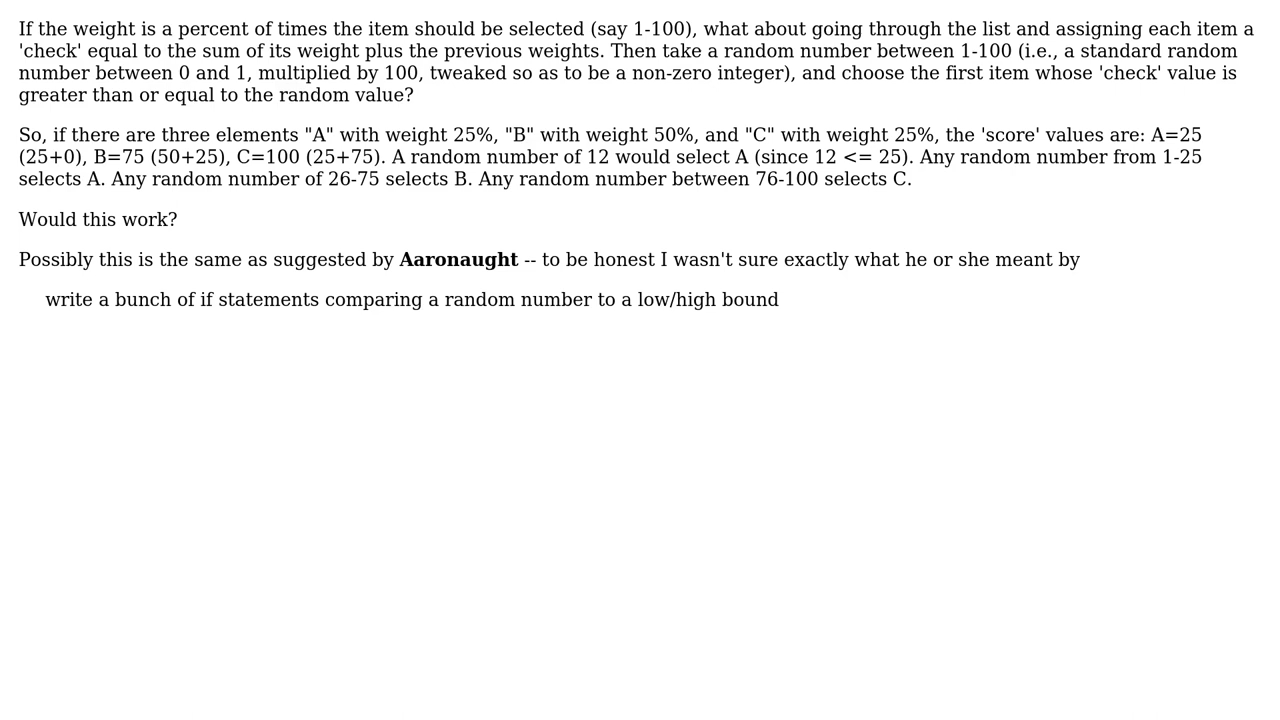 If the weight is a percent of times the item should be selected (say 1-100), what about going through the list and assigning each item a
'check' equal to the sum of its weight plus the previous weights. Then take a random number between 1-100 (i.e., a standard random
number between 0 and 1, multiplied by 100, tweaked so as to be a non-zero integer), and choose the first item whose 'check' value is
greater than or equal to the random value?
So, if there are three elements "A" with weight 25%, "B" with weight 50%, and "C" with weight 25%, the 'score' values are: A=25
(25+0), B=75 (50+25), C=100 (25+75). A random number of 12 would select A (since 12 <= 25). Any random number from 1-25
selects A. Any random number of 26-75 selects B. Any random number between 76-100 selects C.
Would this work?
Possibly this is the same as suggested by Aaronaught -- to be honest I wasn't sure exactly what he or she meant by
write a bunch of if statements comparing a random number to a low/high bound